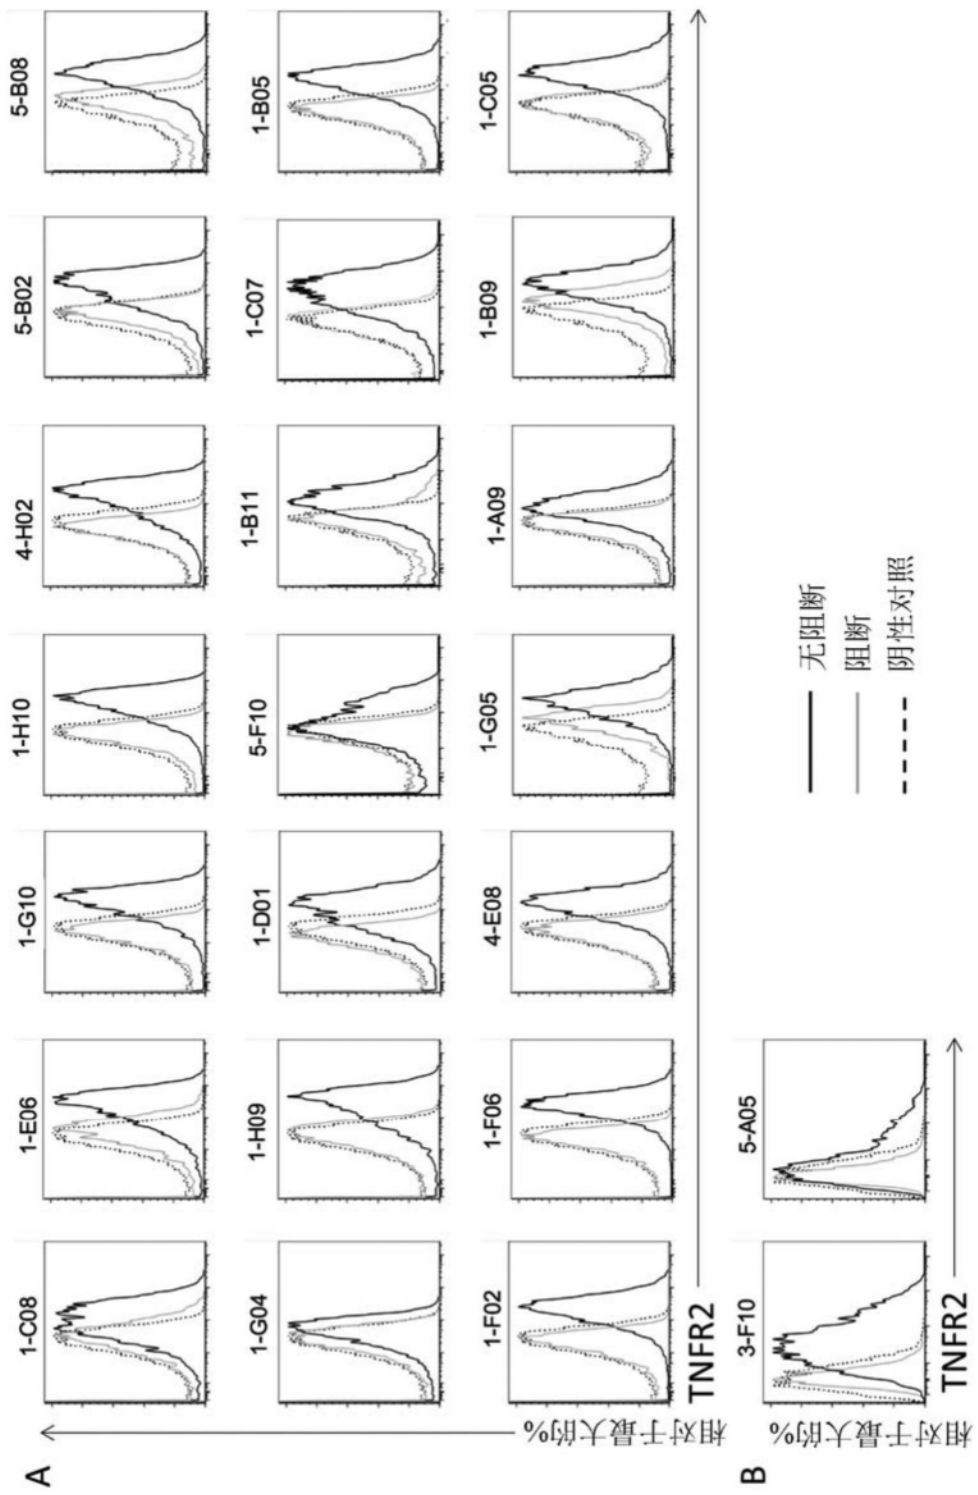 A
1-C08
1-E06
1-G10
1-H10
4-H02
5-B02
5-B08
1-G04
1-H09
1-D01
5-F10
1-B11
1-C07
1-B05
1-F02
1-F06
4-E08
1-G05
1-A09
1-B09
1-C05
相对于最大的%
TNFR2
B
3-F10
5-A05
相对于最大的%
TNFR2
无阻断
阻断
阴性对照